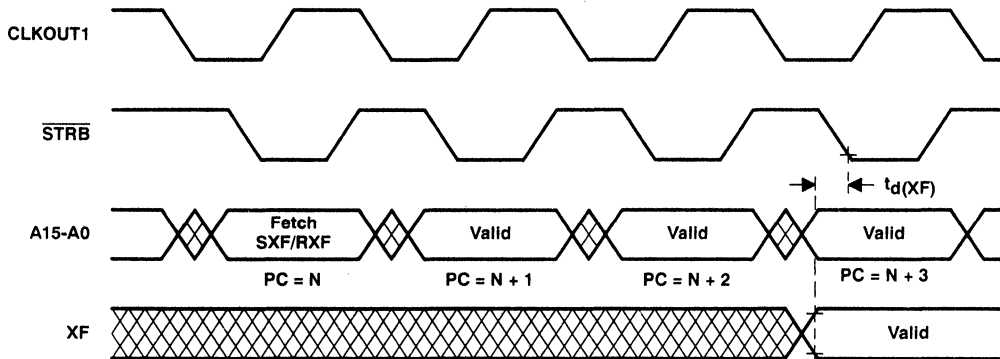 CLKOUT1
STRB
td(XF)
A15-A0
Fetch
SXF/RXF
Valid
Valid
Valid
PC = N
PC = N + 1
PC = N + 2
PC = N + 3
XF
Valid